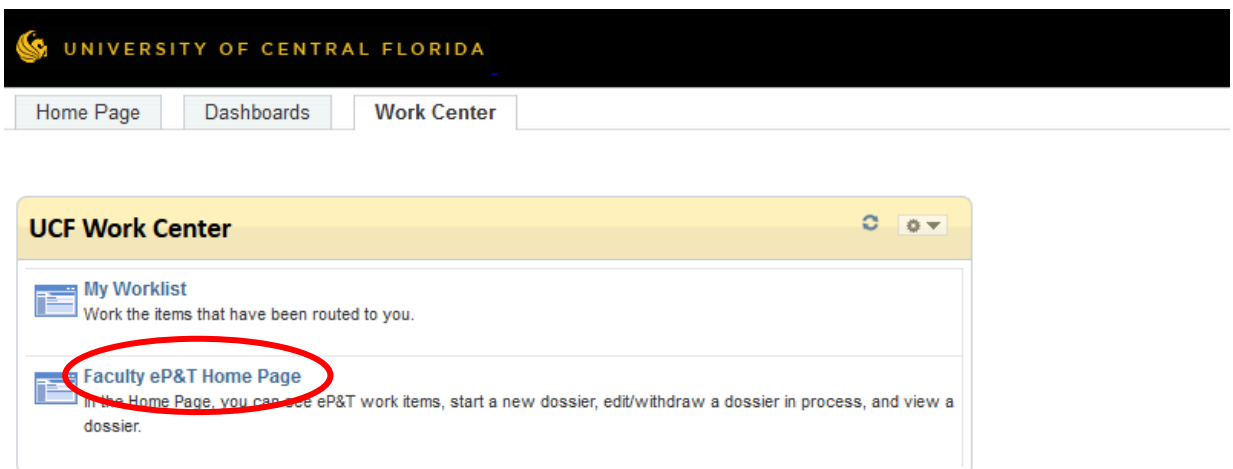 UNIVERSITY OF CENTRAL FLORIDA
Home Page Dashboards Work Center
UCF Work Center
My Worklist
Work the items that have been routed to you.
Faculty eP&T Home Page
In the Home Page, you can see eP&T work items, start a new dossier, edit/withdraw a dossier in process, and view a
dossier.